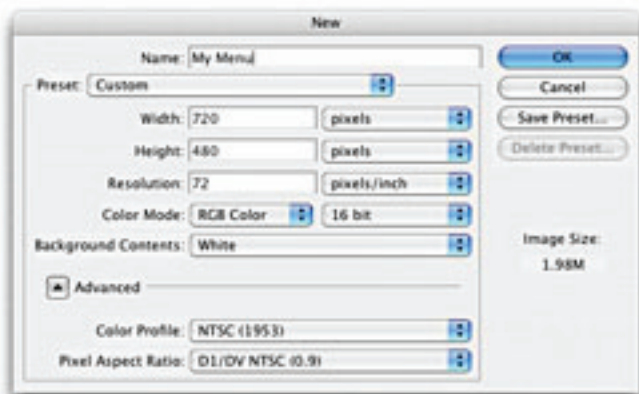 New
Name: My Menu
OK
Preset: Custom
Cancel
Width: 720 pixels
Save Preset...
Height: 480 pixels
Delete Preset...
Resolution: 72 pixels/inch
Color Mode: RGB Color 16 bit
Background Contents: White
Image Size:
1.98M
Advanced
Color Profile: NTSC (1953)
Pixel Aspect Ratio: D1/DV NTSC (0.9)